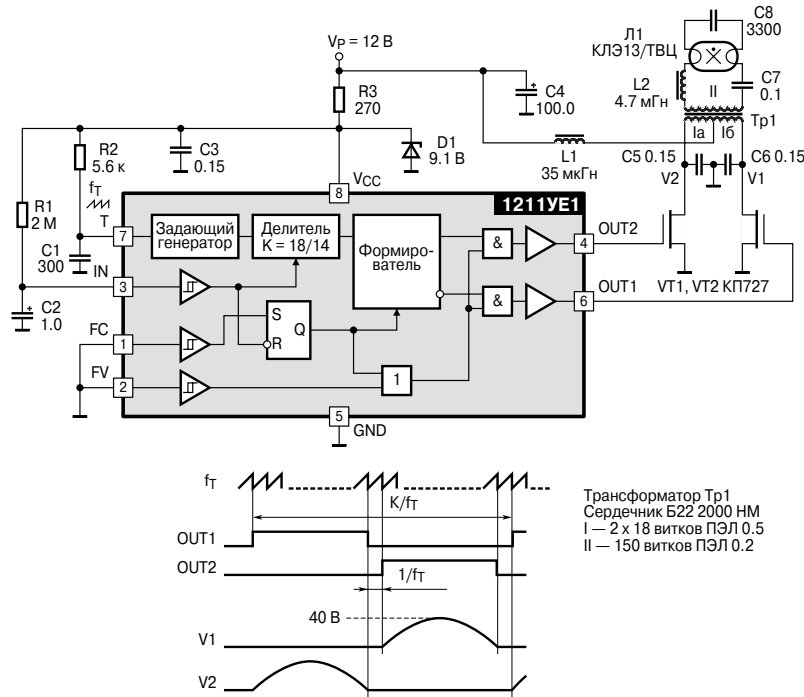 VP = 12 В
R3
270
C4
100.0
Л1
КЛЭ13/ТВЦ
C8
3300
L2
4.7 мГн
II
C7
0.1
Tp1
Iа
Iб
R2
5.6 к
C3
0.15
D1
9.1 В
L1
35 мкГн
C5 0.15
C6 0.15
V2
V1
R1
2 М
fT
T
C1
300
IN
C2
1.0
FC
FV
8
VCC
1211УЕ1
7
Задающий
генератор
Делитель
K = 18/14
Формиро-
ватель
&
4
OUT2
3
&
6
OUT1
VT1, VT2 КП727
S
Q
R
1
1
2
5
GND
fT
K/fT
OUT1
OUT2
1/fT
40 В
V1
V2
Трансформатор Тр1
Сердечник Б22 2000 НМ
I — 2 x 18 витков ПЭЛ 0.5
II — 150 витков ПЭЛ 0.2